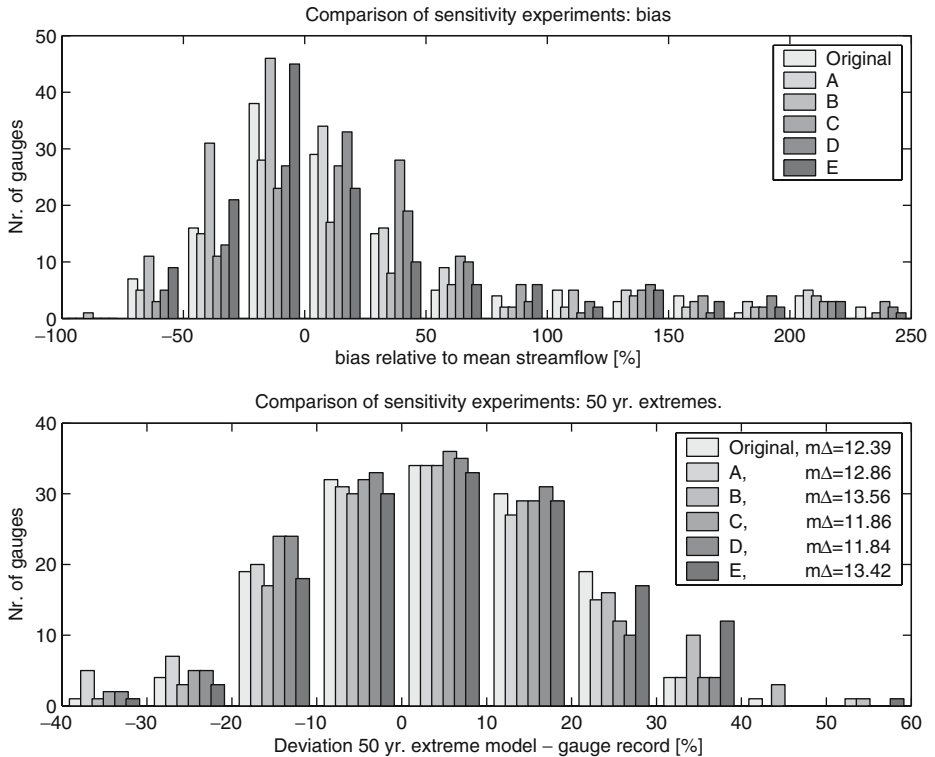 Comparison of sensitivity experiments: bias
50
40
30
20
10
0
Nr. of gauges
Original
A
B
C
D
E
−100 −50 0 50 100 150 200 250
bias relative to mean streamflow [%]
Comparison of sensitivity experiments: 50 yr. extremes.
40
30
20
10
0
Nr. of gauges
Original, mΔ=12.39
A, mΔ=12.86
B, mΔ=13.56
C, mΔ=11.86
D, mΔ=11.84
E, mΔ=13.42
−40 −30 −20 −10 0 10 20 30 40 50 60
Deviation 50 yr. extreme model – gauge record [%]